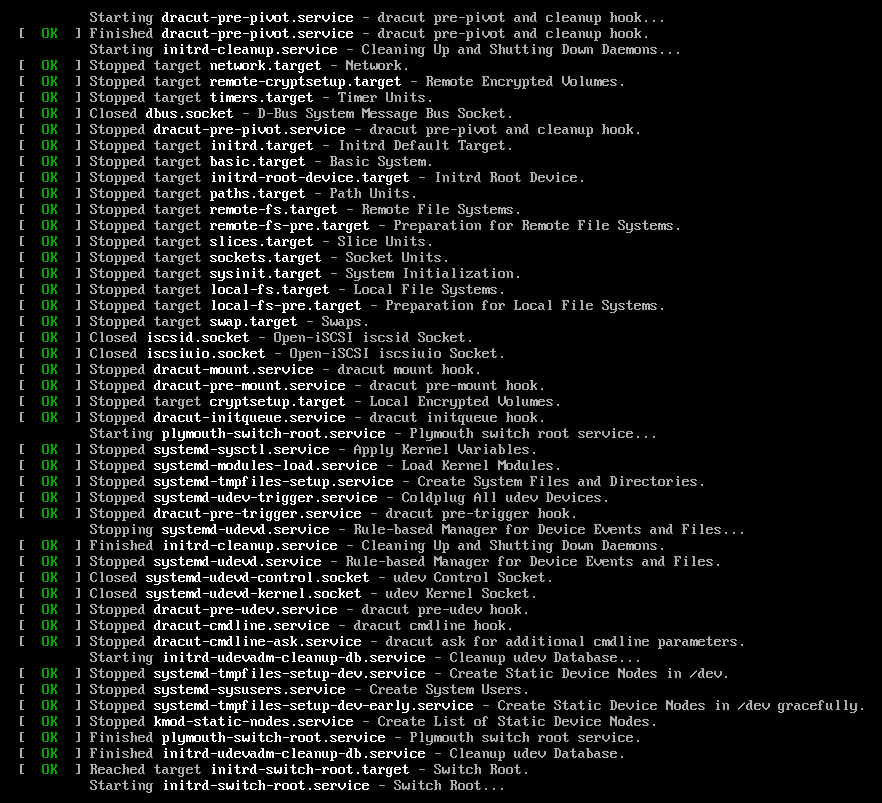 Starting dracut-pre-pivot.service - dracut pre-pivot and cleanup hook...
[  OK  ] Finished dracut-pre-pivot.service - dracut pre-pivot and cleanup hook.
         Starting initrd-cleanup.service - Cleaning Up and Shutting Down Daemons...
[  OK  ] Stopped target network.target - Network.
[  OK  ] Stopped target remote-cryptsetup.target - Remote Encrypted Volumes.
[  OK  ] Stopped target timers.target - Timer Units.
[  OK  ] Closed dbus.socket - D-Bus System Message Bus Socket.
[  OK  ] Stopped dracut-pre-pivot.service - dracut pre-pivot and cleanup hook.
[  OK  ] Stopped target initrd.target - Initrd Default Target.
[  OK  ] Stopped target basic.target - Basic System.
[  OK  ] Stopped target initrd-root-device.target - Initrd Root Device.
[  OK  ] Stopped target paths.target - Path Units.
[  OK  ] Stopped target remote-fs.target - Remote File Systems.
[  OK  ] Stopped target remote-fs-pre.target - Preparation for Remote File Systems.
[  OK  ] Stopped target slices.target - Slice Units.
[  OK  ] Stopped target sockets.target - Socket Units.
[  OK  ] Stopped target sysinit.target - System Initialization.
[  OK  ] Stopped target local-fs.target - Local File Systems.
[  OK  ] Stopped target local-fs-pre.target - Preparation for Local File Systems.
[  OK  ] Stopped target swap.target - Swaps.
[  OK  ] Closed iscsid.socket - Open-iSCSI iscsid Socket.
[  OK  ] Closed iscsiuio.socket - Open-iSCSI iscsiuio Socket.
[  OK  ] Stopped dracut-mount.service - dracut mount hook.
[  OK  ] Stopped dracut-pre-mount.service - dracut pre-mount hook.
[  OK  ] Stopped target cryptsetup.target - Local Encrypted Volumes.
[  OK  ] Stopped dracut-initqueue.service - dracut initqueue hook.
         Starting plymouth-switch-root.service - Plymouth switch root service...
[  OK  ] Stopped systemd-sysctl.service - Apply Kernel Variables.
[  OK  ] Stopped systemd-modules-load.service - Load Kernel Modules.
[  OK  ] Stopped systemd-tmpfiles-setup.service - Create System Files and Directories.
[  OK  ] Stopped systemd-udev-trigger.service - Coldplug All udev Devices.
[  OK  ] Stopped dracut-pre-trigger.service - dracut pre-trigger hook.
         Stopping systemd-udevd.service - Rule-based Manager for Device Events and Files...
[  OK  ] Finished initrd-cleanup.service - Cleaning Up and Shutting Down Daemons.
[  OK  ] Stopped systemd-udevd.service - Rule-based Manager for Device Events and Files.
[  OK  ] Closed systemd-udevd-control.socket - udev Control Socket.
[  OK  ] Closed systemd-udevd-kernel.socket - udev Kernel Socket.
[  OK  ] Stopped dracut-pre-udev.service - dracut pre-udev hook.
[  OK  ] Stopped dracut-cmdline.service - dracut cmdline hook.
[  OK  ] Stopped dracut-cmdline-ask.service - dracut ask for additional cmdline parameters.
         Starting initrd-udevadm-cleanup-db.service - Cleanup udev Database...
[  OK  ] Stopped systemd-tmpfiles-setup-dev.service - Create Static Device Nodes in /dev.
[  OK  ] Stopped systemd-sysusers.service - Create System Users.
[  OK  ] Stopped systemd-tmpfiles-setup-dev-early.service - Create Static Device Nodes in /dev gracefully.
[  OK  ] Stopped kmod-static-nodes.service - Create List of Static Device Nodes.
[  OK  ] Finished plymouth-switch-root.service - Plymouth switch root service.
[  OK  ] Finished initrd-udevadm-cleanup-db.service - Cleanup udev Database.
[  OK  ] Reached target initrd-switch-root.target - Switch Root.
         Starting initrd-switch-root.service - Switch Root...